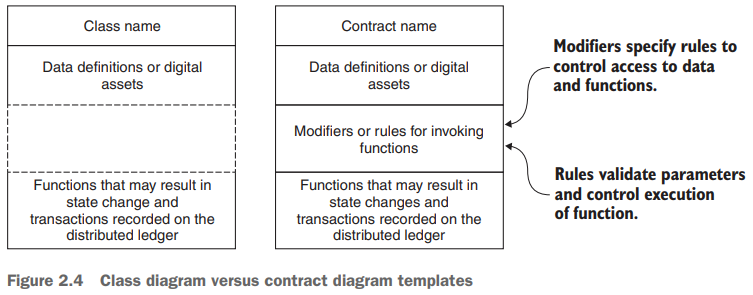 Class name
Data definitions or digital
assets
Functions that may result in
state change and
transactions recorded on the
distributed ledger
Contract name
Data definitions or digital
assets
Modifiers or rules for invoking
functions
Functions that may result in
state changes and
transactions recorded on the
distributed ledger
Modifiers specify rules to
control access to data
and functions.
Rules validate parameters
and control execution
of function.
Figure 2.4 Class diagram versus contract diagram templates